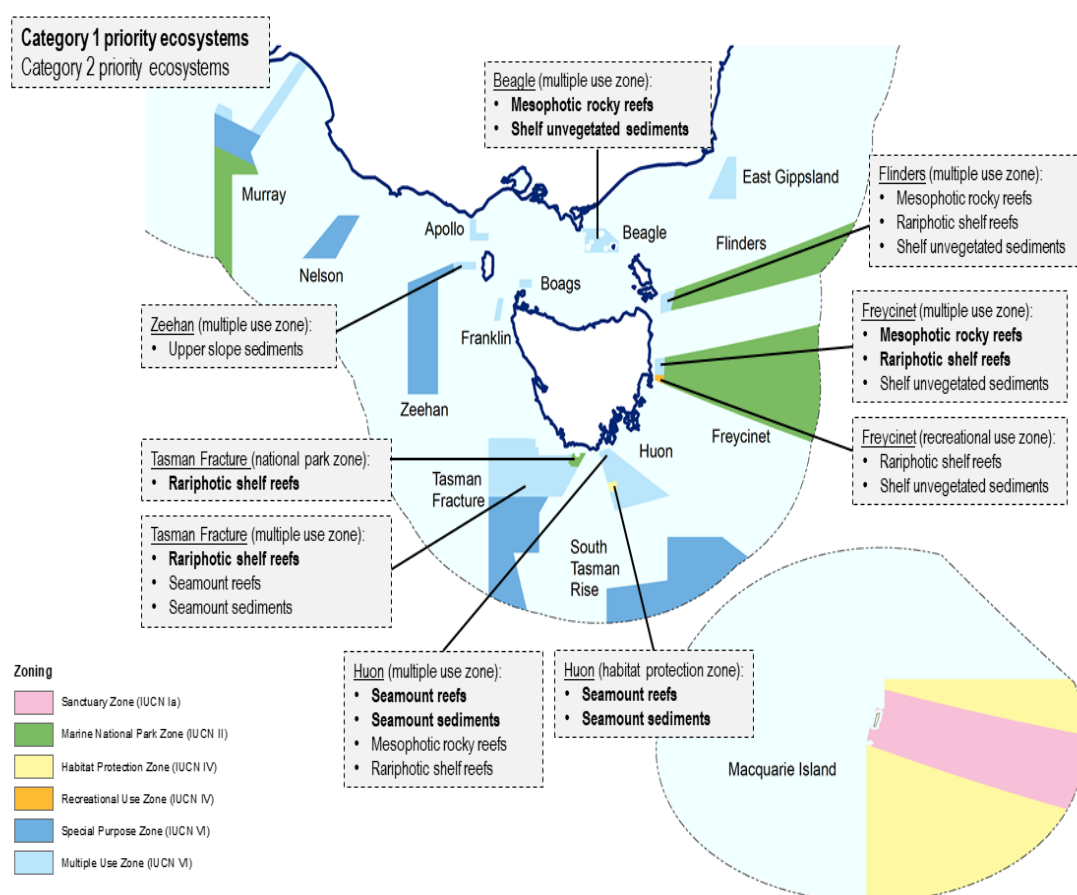 Category 1 priority ecosystems
Category 2 priority ecosystems
Beagle (multiple use zone):
• Mesophotic rocky reefs
• Shelf unvegetated sediments
Murray
Nelson
Apollo
Beagle
East Gippsland
Flinders
Boags
Franklin
Zeehan
Flinders (multiple use zone):
• Mesophotic rocky reefs
• Rariphotic shelf reefs
• Shelf unvegetated sediments
Zeehan (multiple use zone):
• Upper slope sediments
Freycinet (multiple use zone):
• Mesophotic rocky reefs
• Rariphotic shelf reefs
• Shelf unvegetated sediments
Freycinet
Huon
Freycinet (recreational use zone):
• Rariphotic shelf reefs
• Shelf unvegetated sediments
Tasman Fracture (national park zone):
• Rariphotic shelf reefs
Tasman
Fracture
Tasman Fracture (multiple use zone):
• Rariphotic shelf reefs
• Seamount reefs
• Seamount sediments
South
Tasman
Rise
Huon (multiple use zone):
• Seamount reefs
• Seamount sediments
• Mesophotic rocky reefs
• Rariphotic shelf reefs
Huon (habitat protection zone):
• Seamount reefs
• Seamount sediments
Macquarie Island
Zoning
Sanctuary Zone (IUCN Ia)
Marine National Park Zone (IUCN II)
Habitat Protection Zone (IUCN IV)
Recreational Use Zone (IUCN IV)
Special Purpose Zone (IUCN VI)
Multiple Use Zone (IUCN VI)